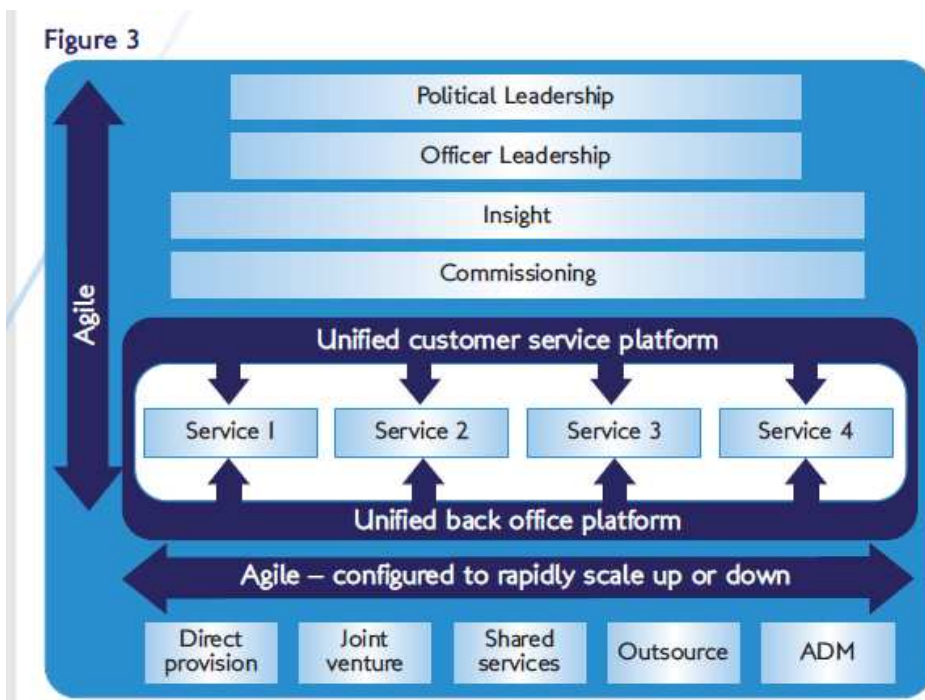 Figure 3
Political Leadership
Officer Leadership
Insight
Commissioning
Agile
Unified customer service platform
Service 1
Service 2
Service 3
Service 4
Unified back office platform
Agile – configured to rapidly scale up or down
Direct
provision
Joint
venture
Shared
services
Outsource
ADM